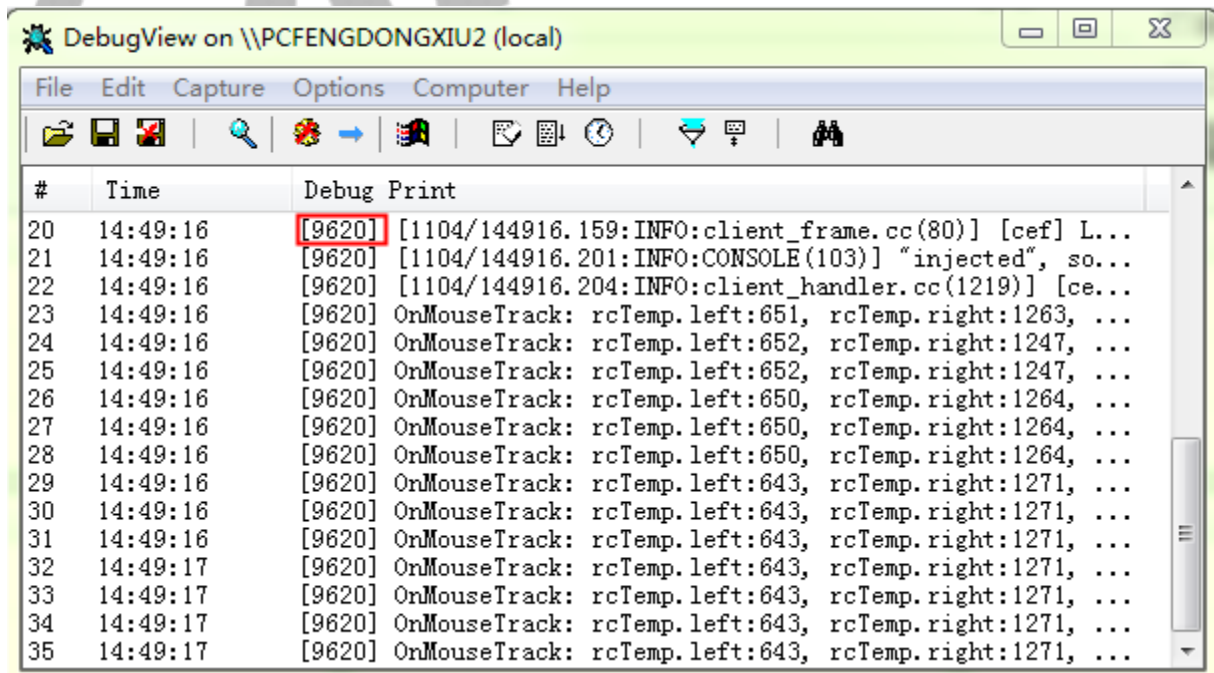 DebugView on \\PCFENGDONGXIU2 (local)
File Edit Capture Options Computer Help
# Time Debug Print
20 14:49:16 [9620] [1104/144916.159:INFO:client_frame.cc(80)] [cef] L...
21 14:49:16 [9620] [1104/144916.201:INFO:CONSOLE(103)] "injected", so...
22 14:49:16 [9620] [1104/144916.204:INFO:client_handler.cc(1219)] [ce...
23 14:49:16 [9620] OnMouseTrack: rcTemp.left:651, rcTemp.right:1263, ...
24 14:49:16 [9620] OnMouseTrack: rcTemp.left:652, rcTemp.right:1247, ...
25 14:49:16 [9620] OnMouseTrack: rcTemp.left:652, rcTemp.right:1247, ...
26 14:49:16 [9620] OnMouseTrack: rcTemp.left:650, rcTemp.right:1264, ...
27 14:49:16 [9620] OnMouseTrack: rcTemp.left:650, rcTemp.right:1264, ...
28 14:49:16 [9620] OnMouseTrack: rcTemp.left:650, rcTemp.right:1264, ...
29 14:49:16 [9620] OnMouseTrack: rcTemp.left:643, rcTemp.right:1271, ...
30 14:49:16 [9620] OnMouseTrack: rcTemp.left:643, rcTemp.right:1271, ...
31 14:49:16 [9620] OnMouseTrack: rcTemp.left:643, rcTemp.right:1271, ...
32 14:49:17 [9620] OnMouseTrack: rcTemp.left:643, rcTemp.right:1271, ...
33 14:49:17 [9620] OnMouseTrack: rcTemp.left:643, rcTemp.right:1271, ...
34 14:49:17 [9620] OnMouseTrack: rcTemp.left:643, rcTemp.right:1271, ...
35 14:49:17 [9620] OnMouseTrack: rcTemp.left:643, rcTemp.right:1271, ...